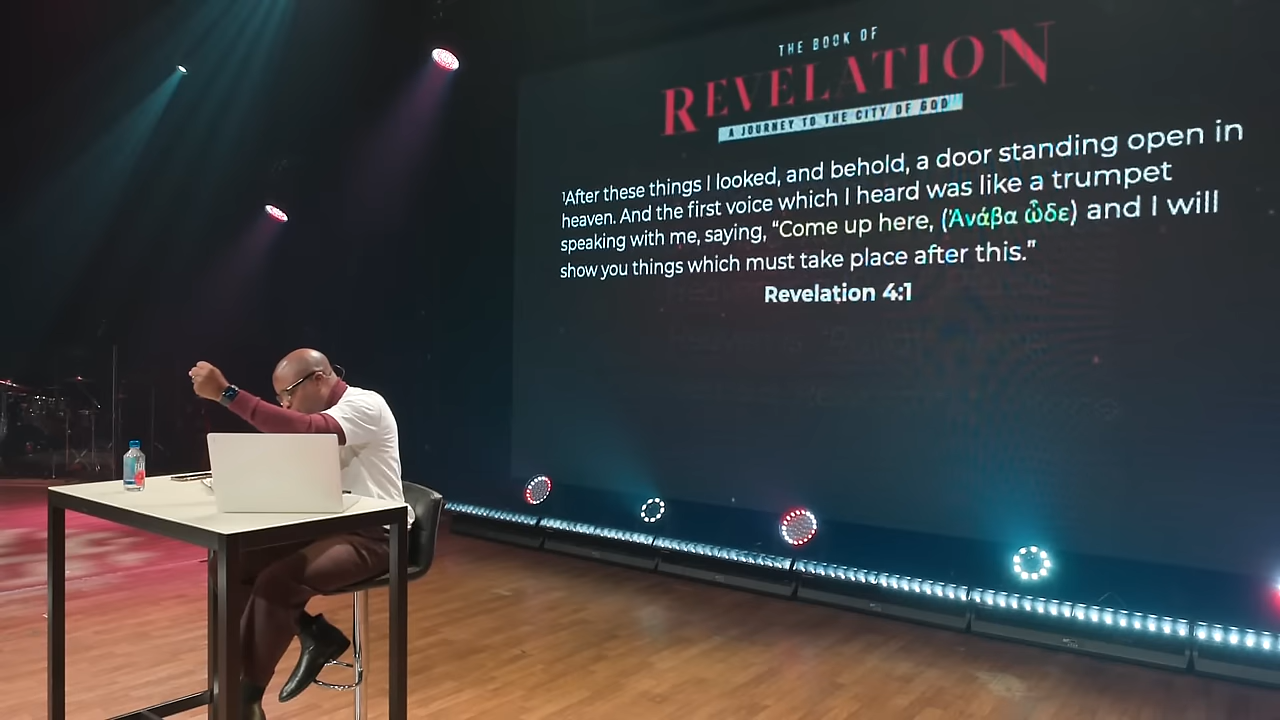 THE BOOK OF
REVELATION
A JOURNEY TO THE CITY OF GOD
¹After these things I looked, and behold, a door standing open in
heaven. And the first voice which I heard was like a trumpet
speaking with me, saying, “Come up here, (Ἀνάβα ὧδε) and I will
show you things which must take place after this.”
Revelation 4:1